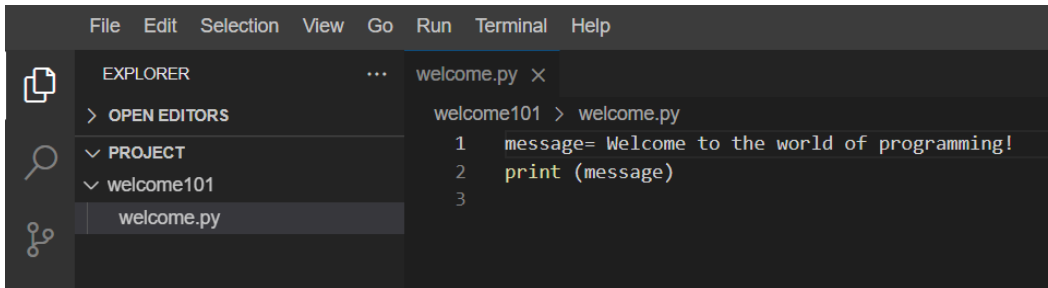 File Edit Selection View Go Run Terminal Help
EXPLORER ···
OPEN EDITORS
PROJECT
welcome101
welcome.py
welcome.py ×
welcome101 > welcome.py
1 message= Welcome to the world of programming!
2 print (message)
3